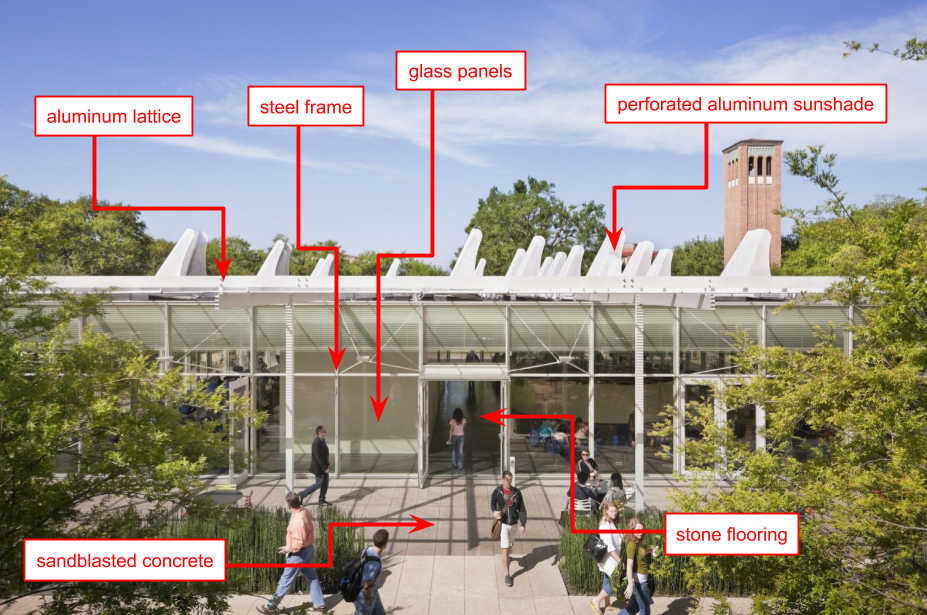 glass panels
aluminum lattice
steel frame
perforated aluminum sunshade
sandblasted concrete
stone flooring